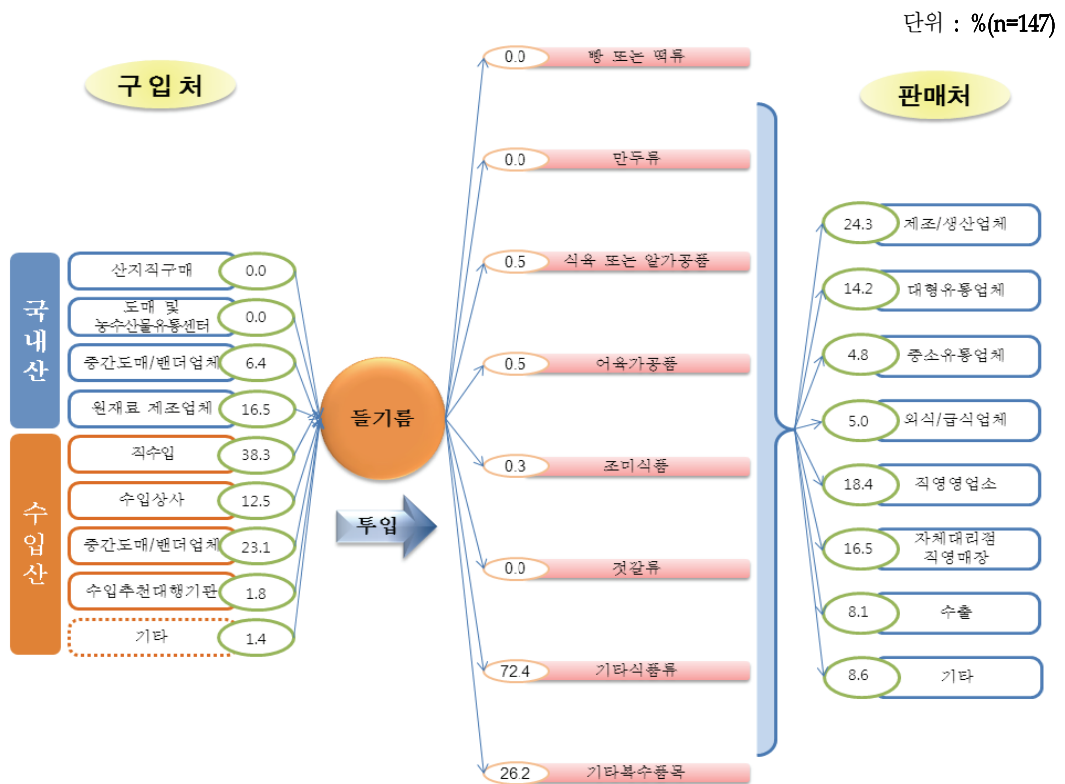 단위 : %(n=147)
구입처
판매처
국내산
산지직구매
0.0
도매 및
농수산물유통센터
0.0
중간도매/밴더업체
6.4
원재료 제조업체
16.5
수입산
직수입
38.3
수입상사
12.5
중간도매/밴더업체
23.1
수입추천대행기관
1.8
기타
1.4
들기름
투입
0.0
빵 또는 떡류
0.0
만두류
0.5
식육 또는 알가공품
0.5
어육가공품
0.3
조미식품
0.0
젓갈류
72.4
기타식품류
26.2
기타복수품목
24.3
제조/생산업체
14.2
대형유통업체
4.8
중소유통업체
5.0
외식/급식업체
18.4
직영영업소
16.5
자체대리점
직영매장
8.1
수출
8.6
기타